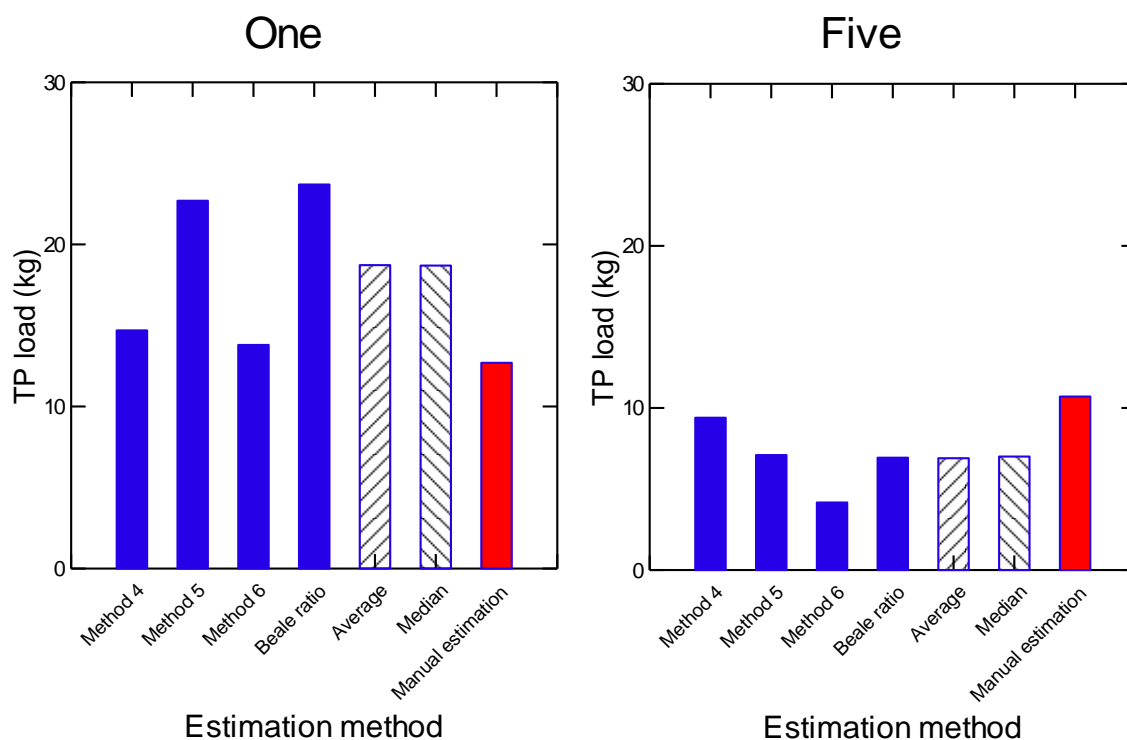 One
30
20
10
0
TP load (kg)
Method 4
Method 5
Method 6
Beale ratio
Average
Median
Manual estimation
Estimation method
Five
30
20
10
0
TP load (kg)
Method 4
Method 5
Method 6
Beale ratio
Average
Median
Manual estimation
Estimation method